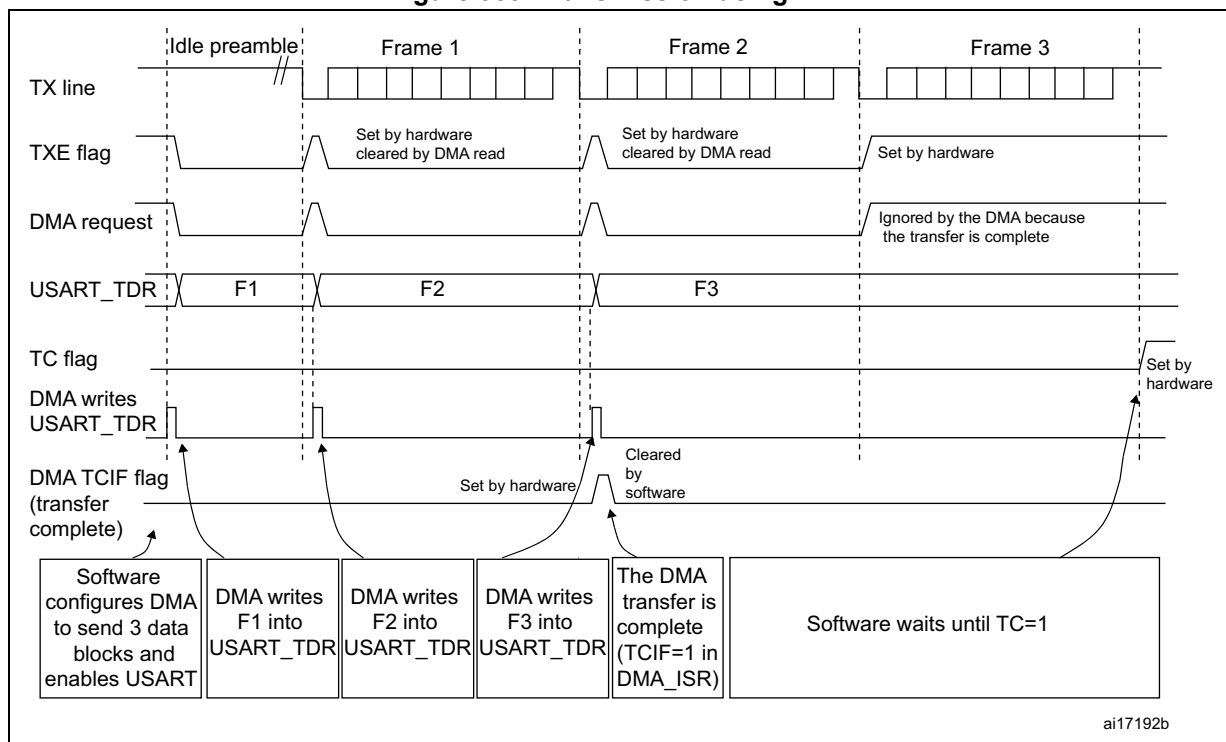 Idle preamble
Frame 1
Frame 2
Frame 3
TX line
TXE flag
Set by hardware
cleared by DMA read
Set by hardware
cleared by DMA read
Set by hardware
DMA request
Ignored by the DMA because
the transfer is complete
USART_TDR
F1
F2
F3
TC flag
Set by
hardware
DMA writes
USART_TDR
DMA TCIF flag
(transfer
complete)
Set by hardware
Cleared
by
software
Software
configures DMA
to send 3 data
blocks and
enables USART
DMA writes
F1 into
USART_TDR
DMA writes
F2 into
USART_TDR
DMA writes
F3 into
USART_TDR
The DMA
transfer is
complete
(TCIF=1 in
DMA_ISR)
Software waits until TC=1
ai17192b